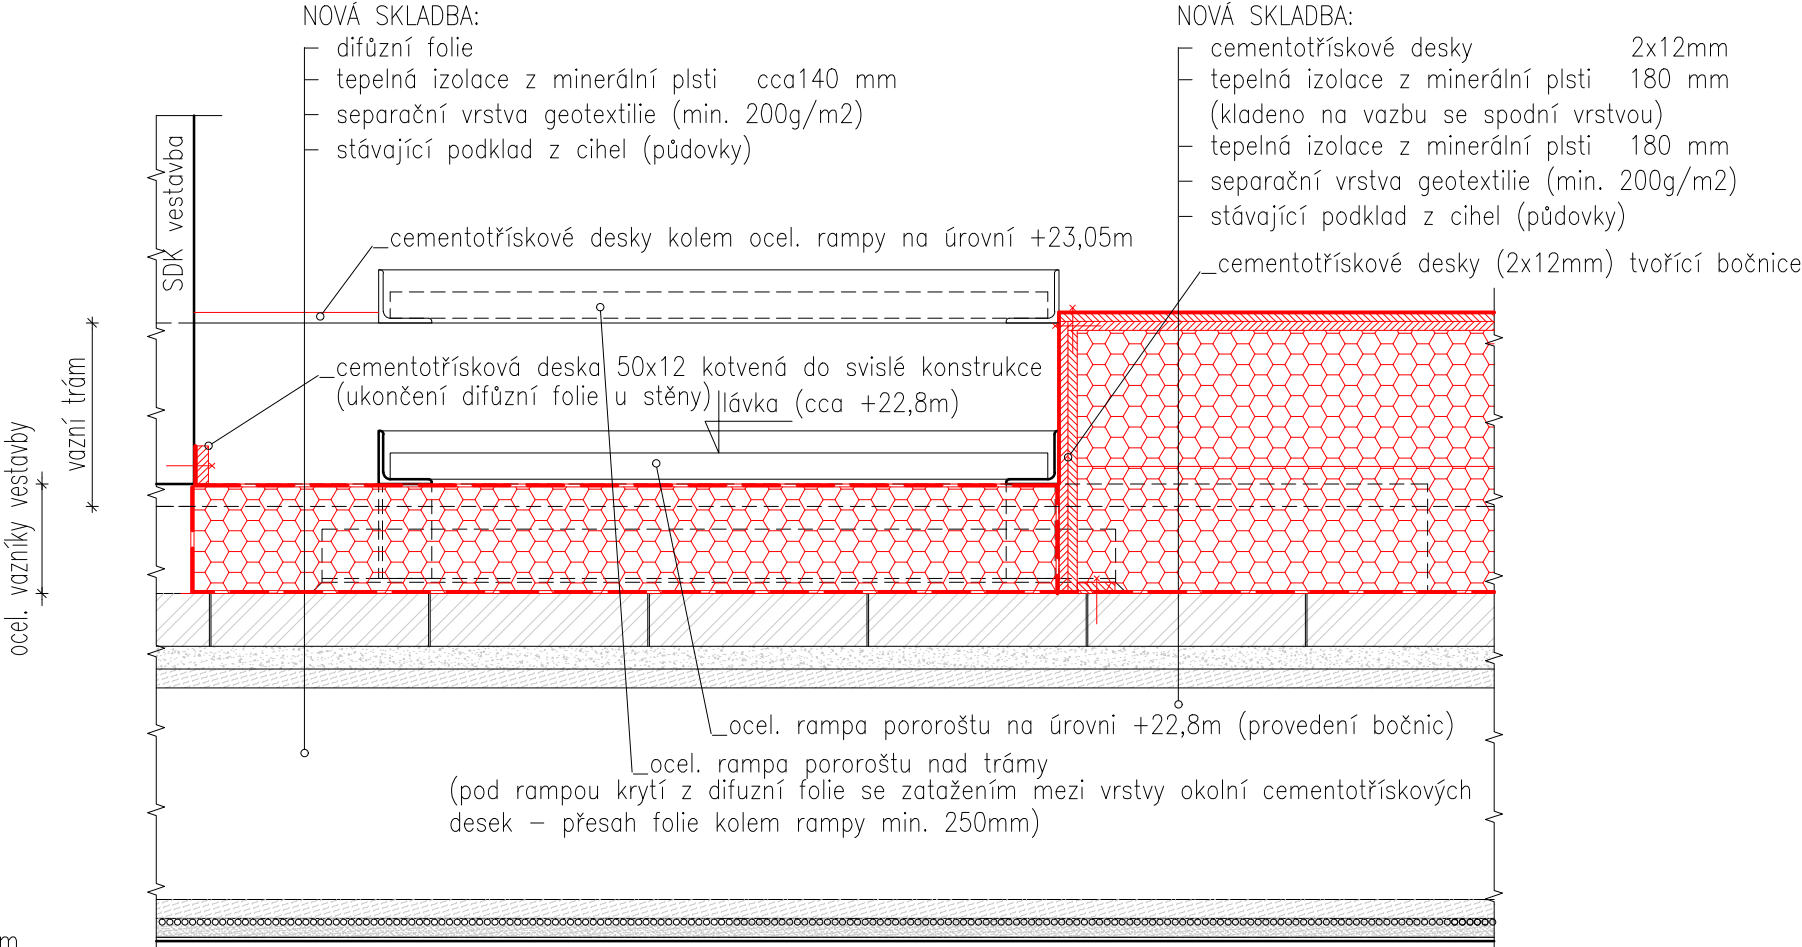 NOVÁ SKLADBA:
difůzní folie
tepelná izolace z minerální plsti cca140 mm
separační vrstva geotextilie (min. 200g/m2)
stávající podklad z cihel (půdovky)
NOVÁ SKLADBA:
cementotřískové desky 2x12mm
tepelná izolace z minerální plsti 180 mm
(kladeno na vazbu se spodní vrstvou)
tepelná izolace z minerální plsti 180 mm
separační vrstva geotextilie (min. 200g/m2)
stávající podklad z cihel (půdovky)
SDK vestavba
cementotřískové desky kolem ocel. rampy na úrovní +23,05m
cementotřískové desky (2x12mm) tvořící bočnice
cementotřísková deska 50x12 kotvená do svislé konstrukce
(ukončení difůzní folie u stěny)
lávka (cca +22,8m)
vazní trám
ocel. vazníky vestavby
ocel. rampa pororoštu na úrovni +22,8m (provedení bočnic)
ocel. rampa pororoštu nad trámy
(pod rampou krytí z difuzní folie se zatažením mezi vrstvy okolní cementotřískových
desek – přesah folie kolem rampy min. 250mm)
m